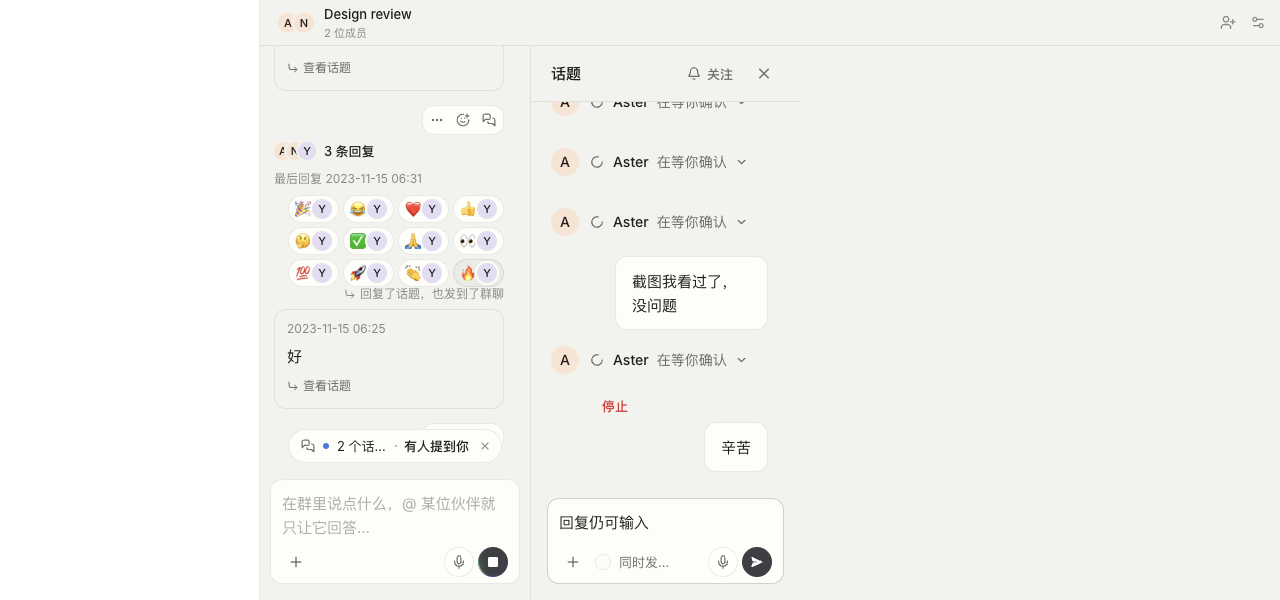 A N
Design review
2 位成员
查看话题
A N Y 3 条回复
最后回复 2023-11-15 06:31
Y Y Y Y
Y Y Y Y
💯 Y Y Y Y
回复了话题，也发到了群聊
2023-11-15 06:25
好
查看话题
2 个话... · 有人提到你
在群里说点什么，@ 某位伙伴就
只让它回答...
话题
关注
A Aster 在等你确认
A Aster 在等你确认
A Aster 在等你确认
截图我看过了，
没问题
A Aster 在等你确认
停止
辛苦
回复仍可输入
同时发...